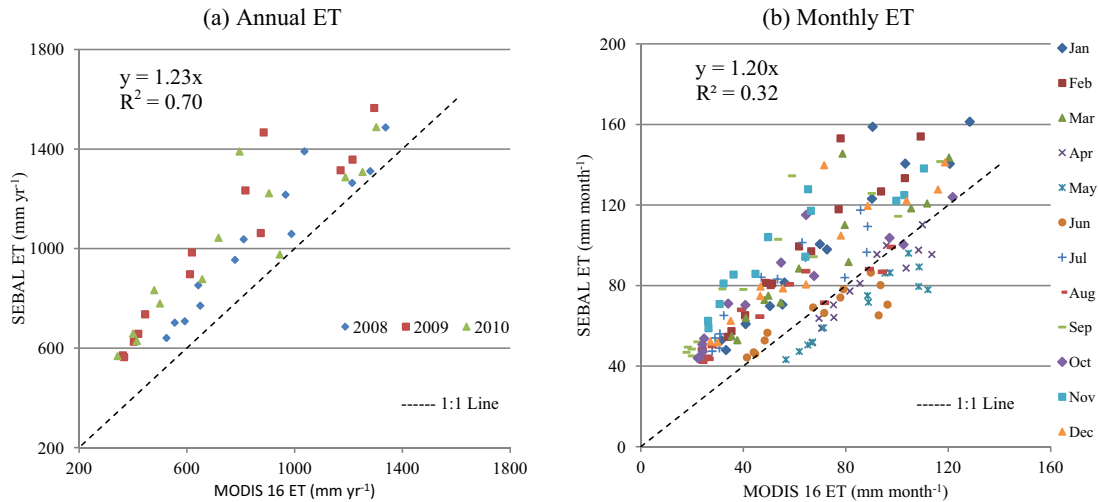 (a) Annual ET
1800
1400
1000
600
200
200
600
1000
1400
1800
SEBAL ET (mm yr⁻¹)
MODIS 16 ET (mm yr⁻¹)
y = 1.23x
R² = 0.70
2008
2009
2010
1:1 Line
(b) Monthly ET
200
160
120
80
40
0
0
40
80
120
160
SEBAL ET (mm month⁻¹)
MODIS 16 ET (mm month⁻¹)
y = 1.20x
R² = 0.32
1:1 Line
Jan
Feb
Mar
Apr
May
Jun
Jul
Aug
Sep
Oct
Nov
Dec